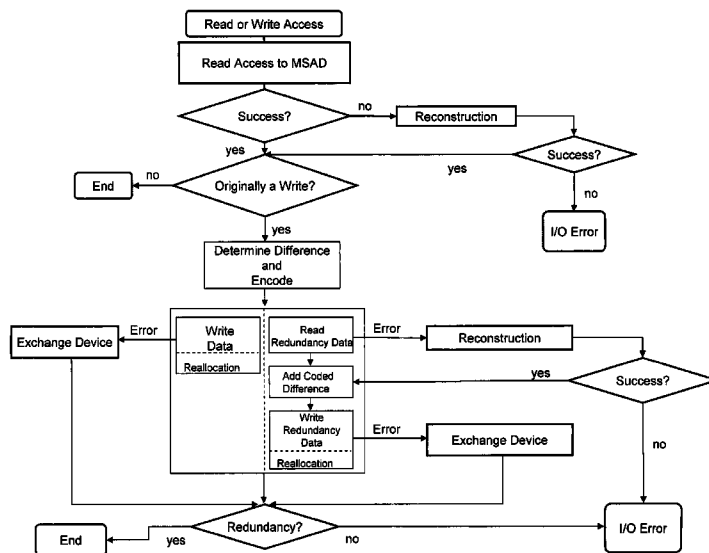 Read or Write Access
Read Access to MSAD
Success?
no
Reconstruction
yes
yes
Success?
no
End
no
Originally a Write?
I/O Error
yes
Determine Difference
and
Encode
Exchange Device
Error
Write
Data
Reallocation
Read
Redundancy Data
Error
Reconstruction
Add Coded
Difference
yes
Success?
Write
Redundancy
Data
Reallocation
Error
Exchange Device
no
End
yes
Redundancy?
no
I/O Error